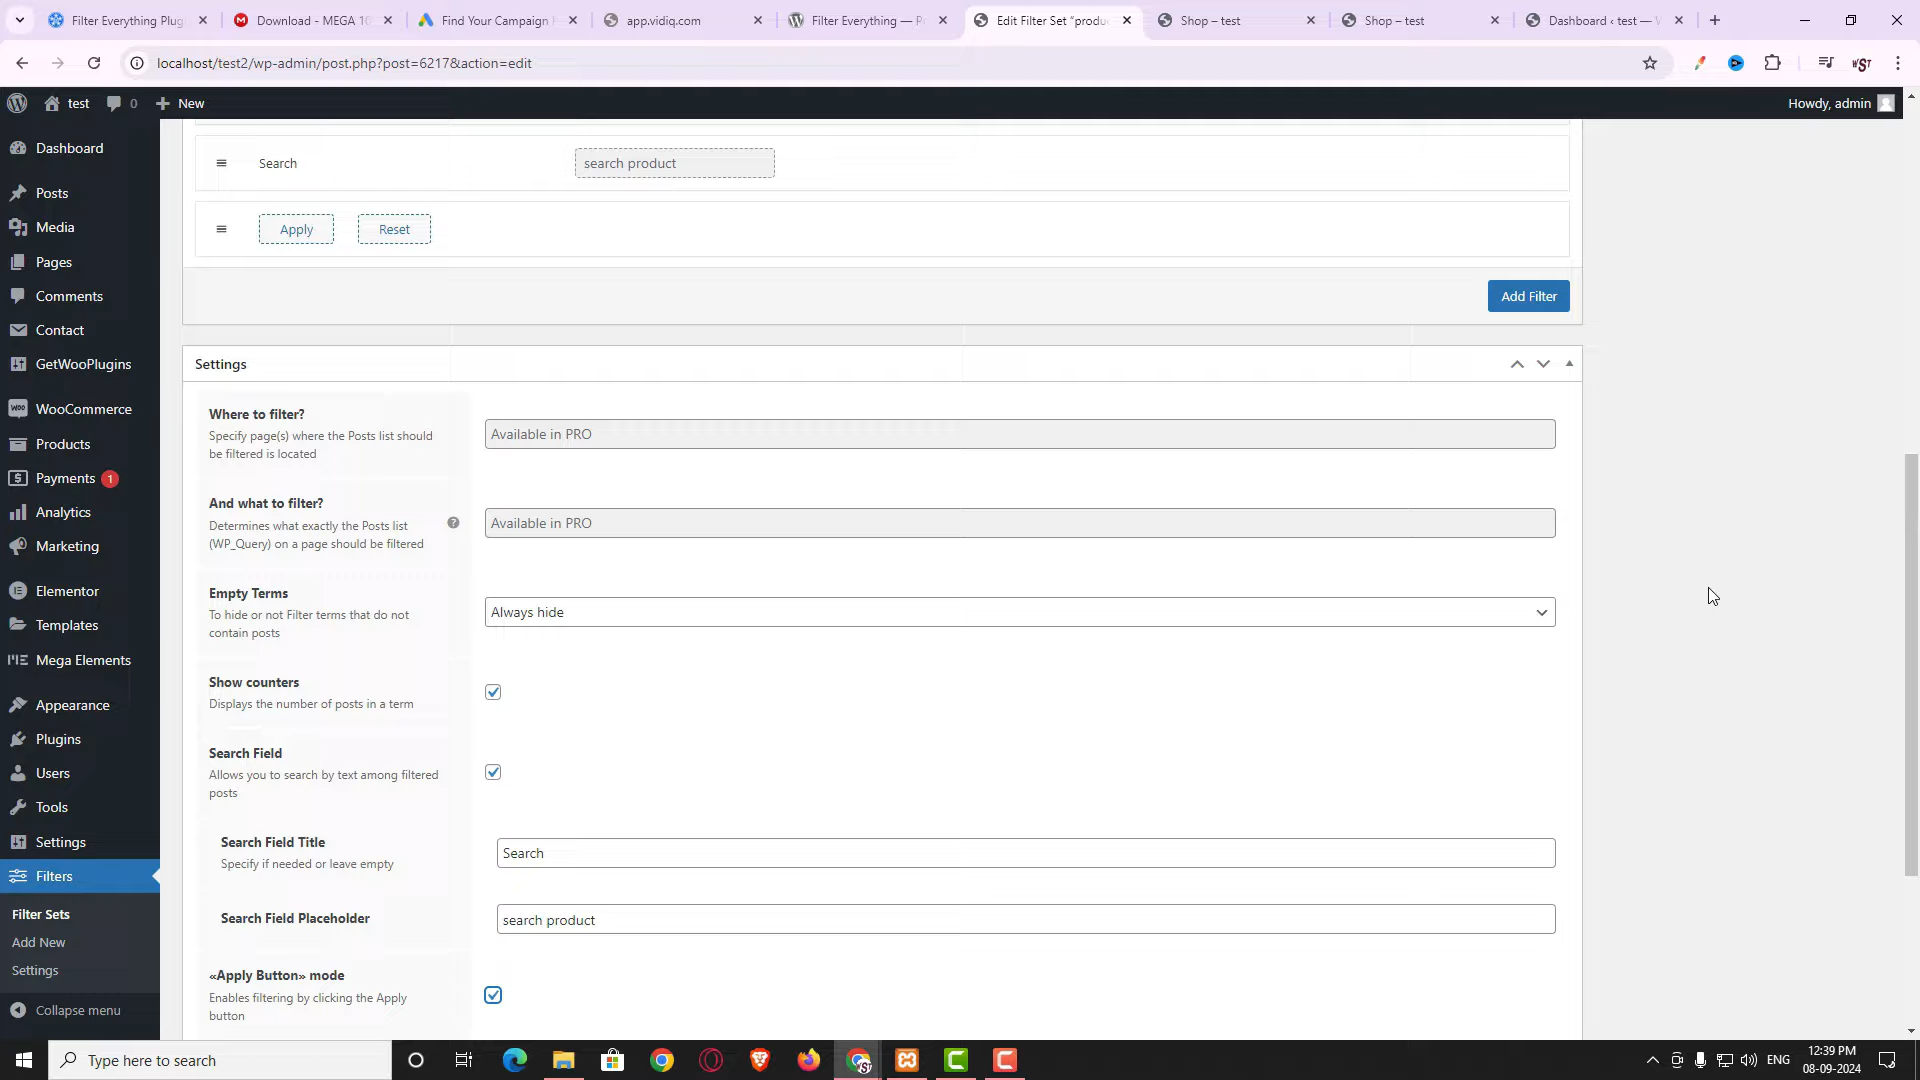 Filter Everything Plugi
Download - MEGA 10
Find Your Campaign
app.vidiq.com
Filter Everything — P
Edit Filter Set "produ
Shop – test
Shop – test
Dashboard ‹ test — W
localhost/test2/wp-admin/post.php?post=6217&action=edit
test
0
New
Howdy, admin
Dashboard
Posts
Media
Pages
Comments
Contact
GetWooPlugins
WooCommerce
Products
Payments 1
Analytics
Marketing
Elementor
Templates
Mega Elements
Appearance
Plugins
Users
Tools
Settings
Filters
Filter Sets
Add New
Settings
Collapse menu
Search
search product
Apply
Reset
Add Filter
Settings
Where to filter?
Specify page(s) where the Posts list should
be filtered is located
Available in PRO
And what to filter?
Determines what exactly the Posts list
(WP_Query) on a page should be filtered
Available in PRO
Empty Terms
To hide or not Filter terms that do not
contain posts
Always hide
Show counters
Displays the number of posts in a term
Search Field
Allows you to search by text among filtered
posts
Search Field Title
Specify if needed or leave empty
Search
Search Field Placeholder
search product
«Apply Button» mode
Enables filtering by clicking the Apply
button
Type here to search
ENG
12:39 PM
08-09-2024